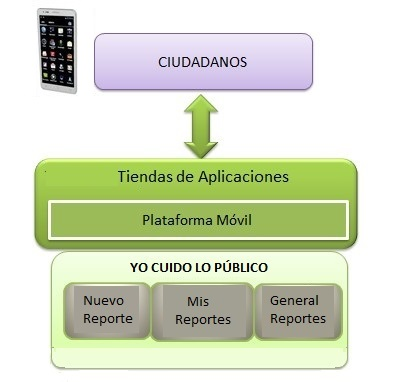 CIUDADANOS
Tiendas de Aplicaciones
Plataforma Móvil
YO CUIDO LO PÚBLICO
Nuevo
Reporte
Mis
Reportes
General
Reportes